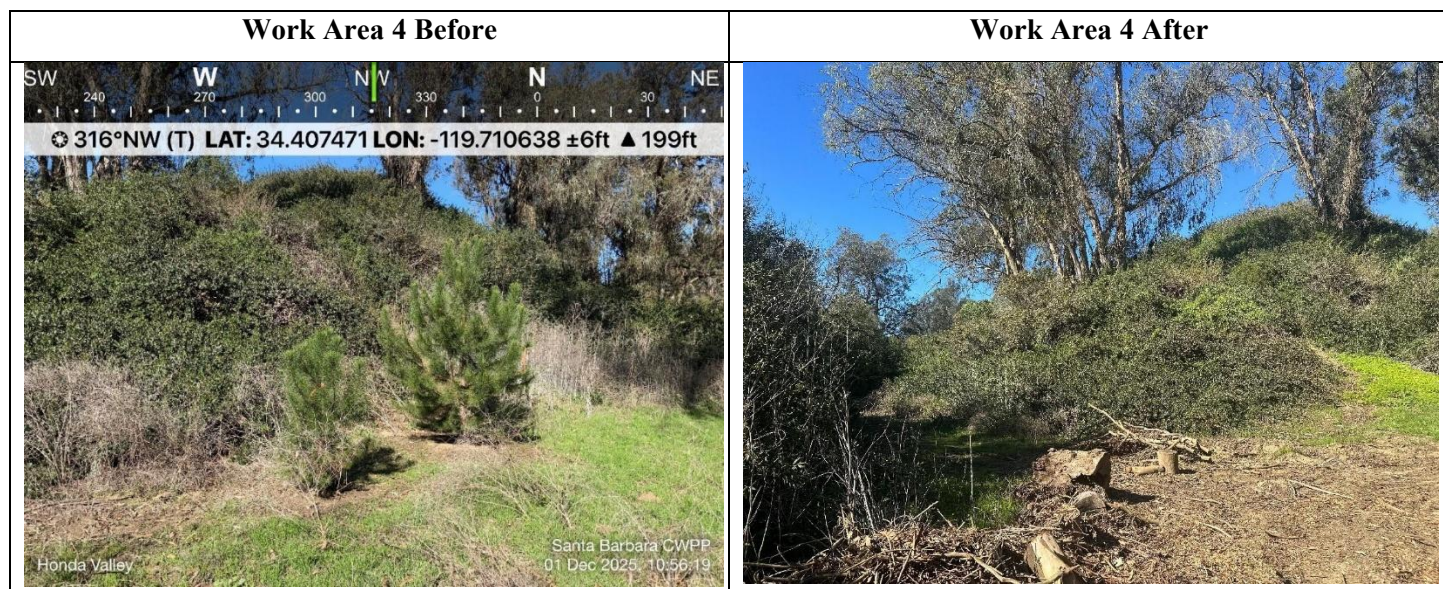 Work Area 4 Before
Work Area 4 After
SW W NW N NE
240 270 300 330 0 30
316°NW (T) LAT: 34.407471 LON: -119.710638 ±6ft ▲ 199ft
Honda Valley
Santa Barbara CWPP
01 Dec 2025, 10:56:19